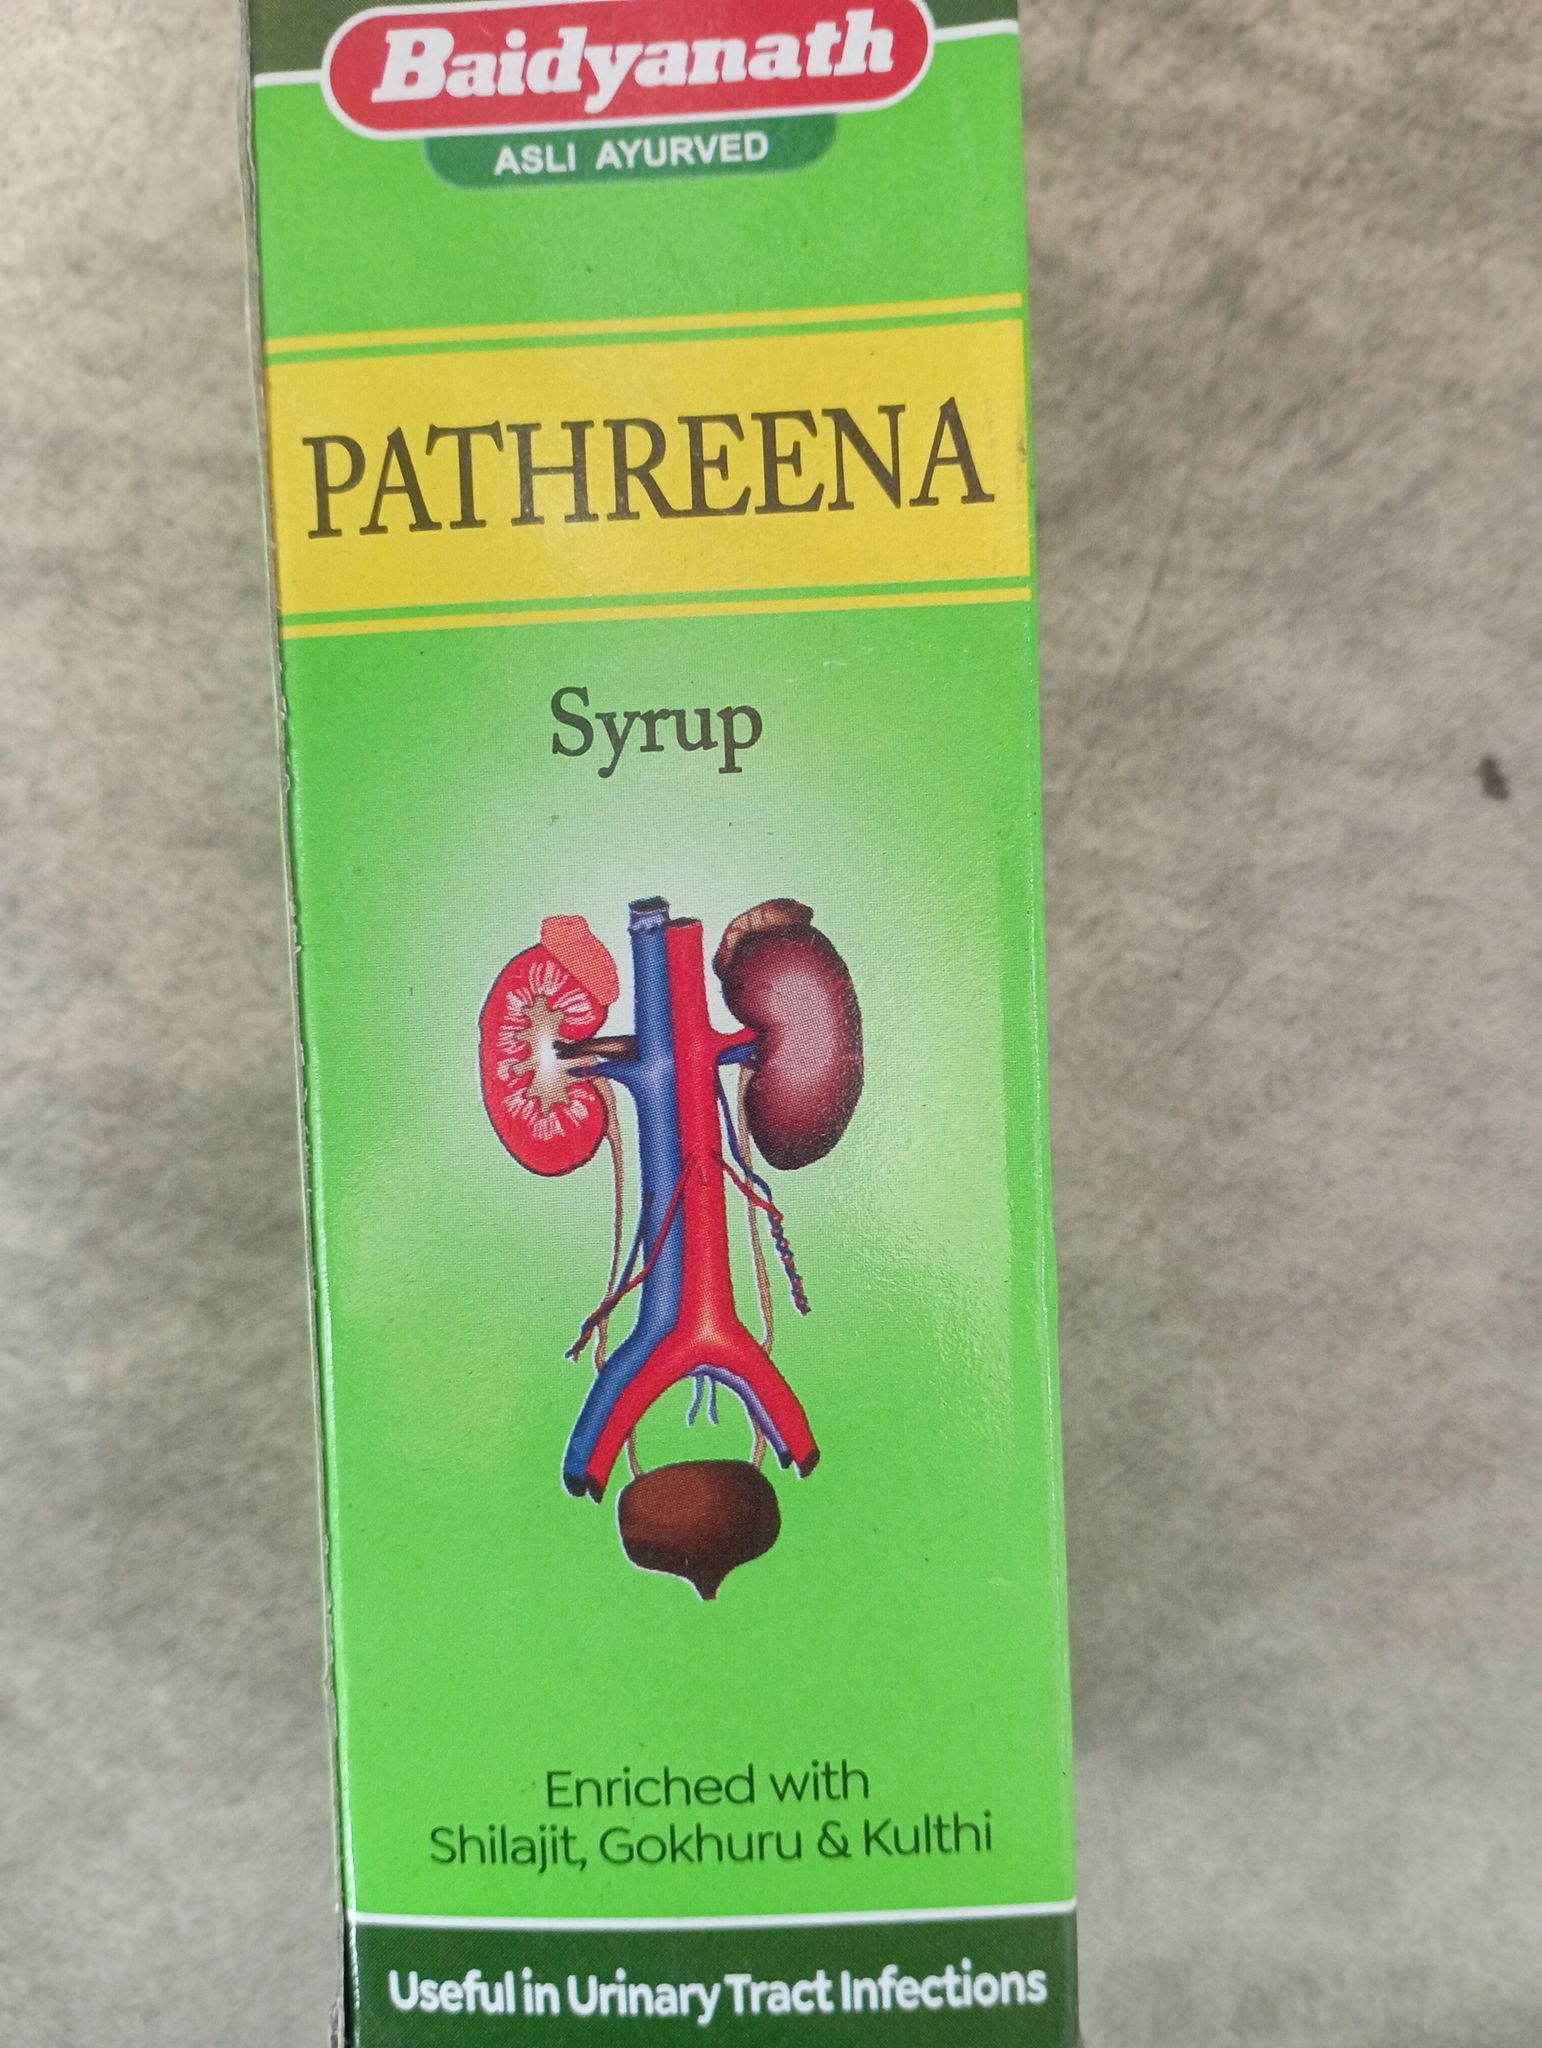 Baidyanath
ASLI AYURVED
PATHREENA
Syrup
Enriched with
Shilajit, Gokhuru & Kulthi
Useful in Urinary Tract Infections